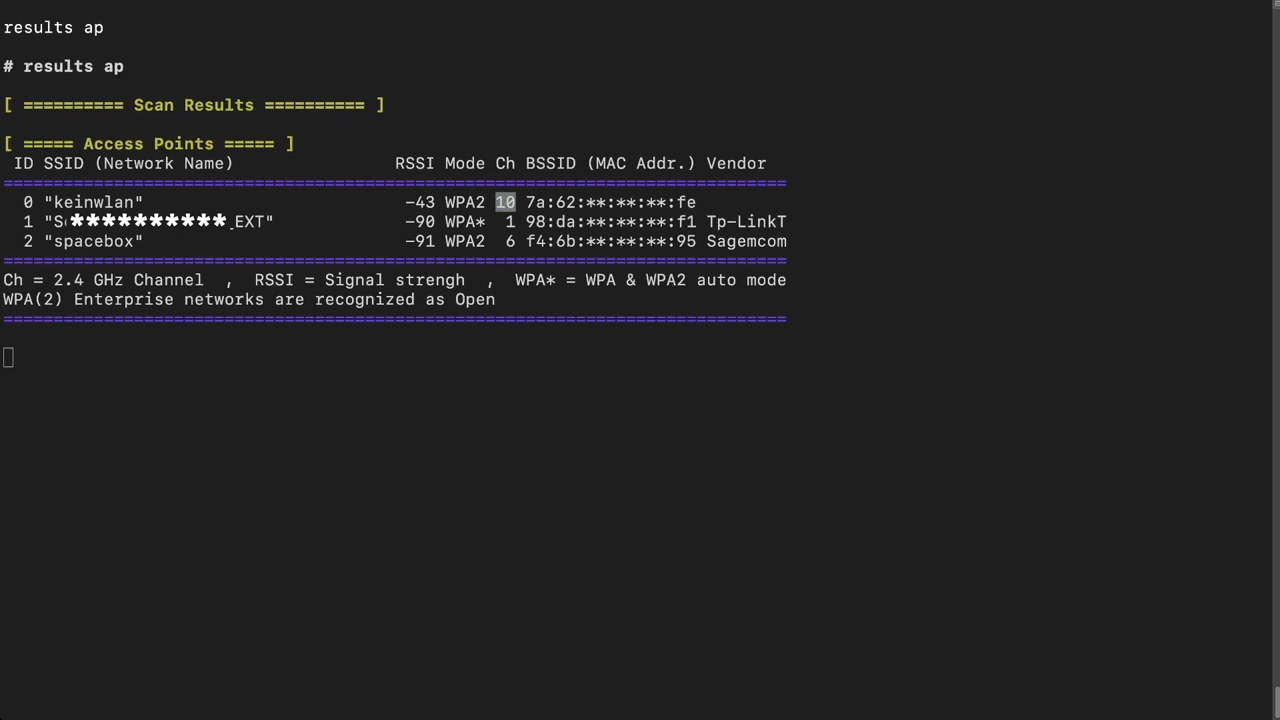 results ap
# results ap
[ ========== Scan Results ========== ]
[ ===== Access Points ===== ]
ID SSID (Network Name) RSSI Mode Ch BSSID (MAC Addr.) Vendor
==============================================================================
0 "keinwlan" -43 WPA2 10 7a:62:**:**:**:fe
1 "S**********_EXT" -90 WPA* 1 98:da:**:**:**:f1 Tp-LinkT
2 "spacebox" -91 WPA2 6 f4:6b:**:**:**:95 Sagemcom
==============================================================================
Ch = 2.4 GHz Channel , RSSI = Signal strengh , WPA* = WPA & WPA2 auto mode
WPA(2) Enterprise networks are recognized as Open
==============================================================================